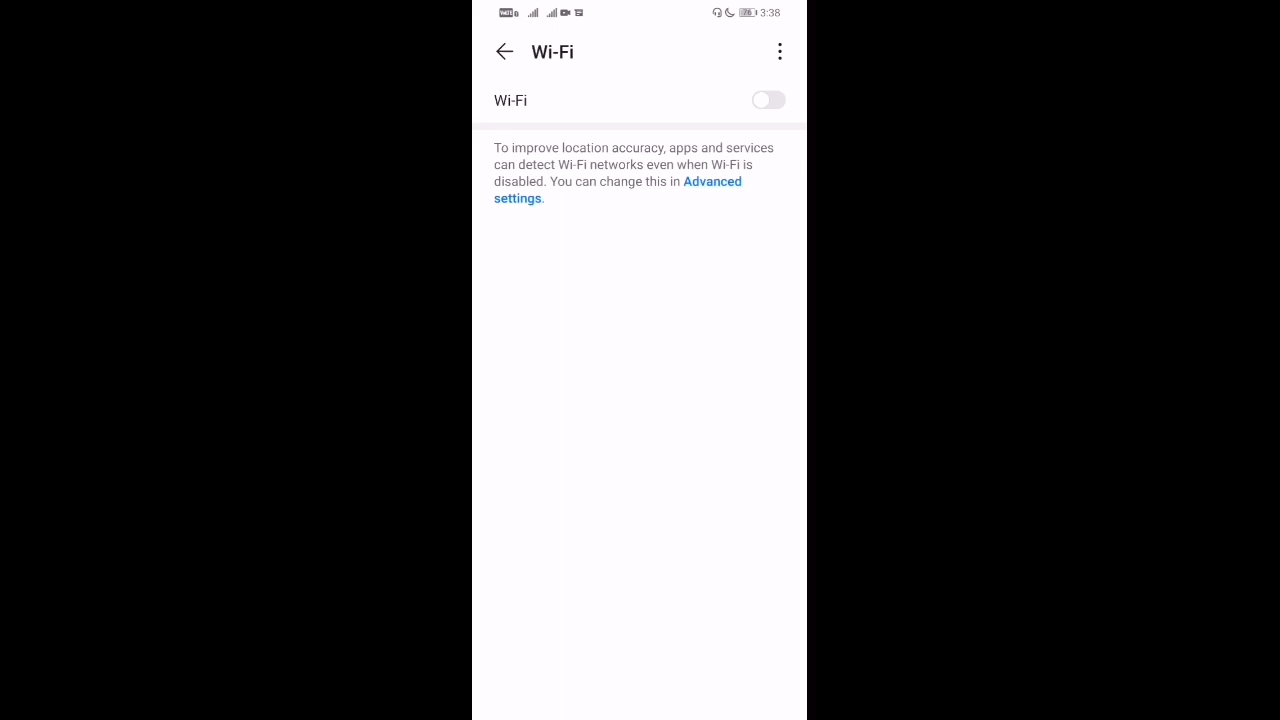 76 3:38
Wi-Fi
Wi-Fi
To improve location accuracy, apps and services
can detect Wi-Fi networks even when Wi-Fi is
disabled. You can change this in Advanced
settings.